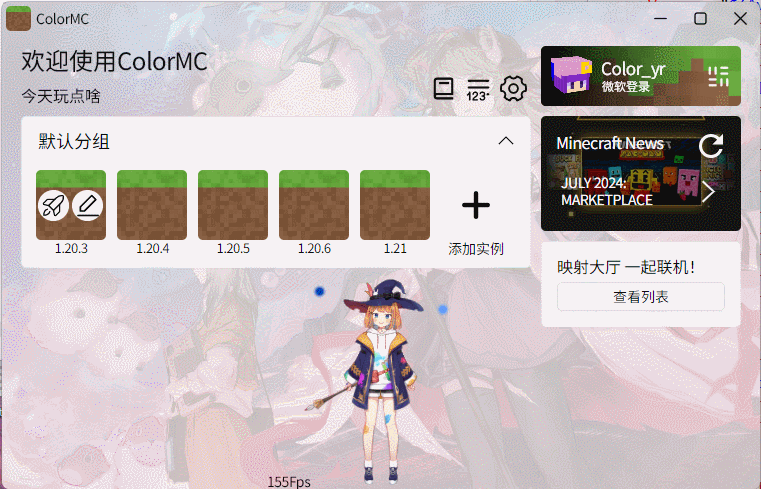 ColorMC
欢迎使用ColorMC
今天玩点啥
123
Color_yr
微软登录
默认分组
1.20.3
1.20.4
1.20.5
1.20.6
1.21
添加实例
Minecraft News
JULY 2024:
MARKETPLACE
映射大厅 一起联机！
查看列表
155Fps